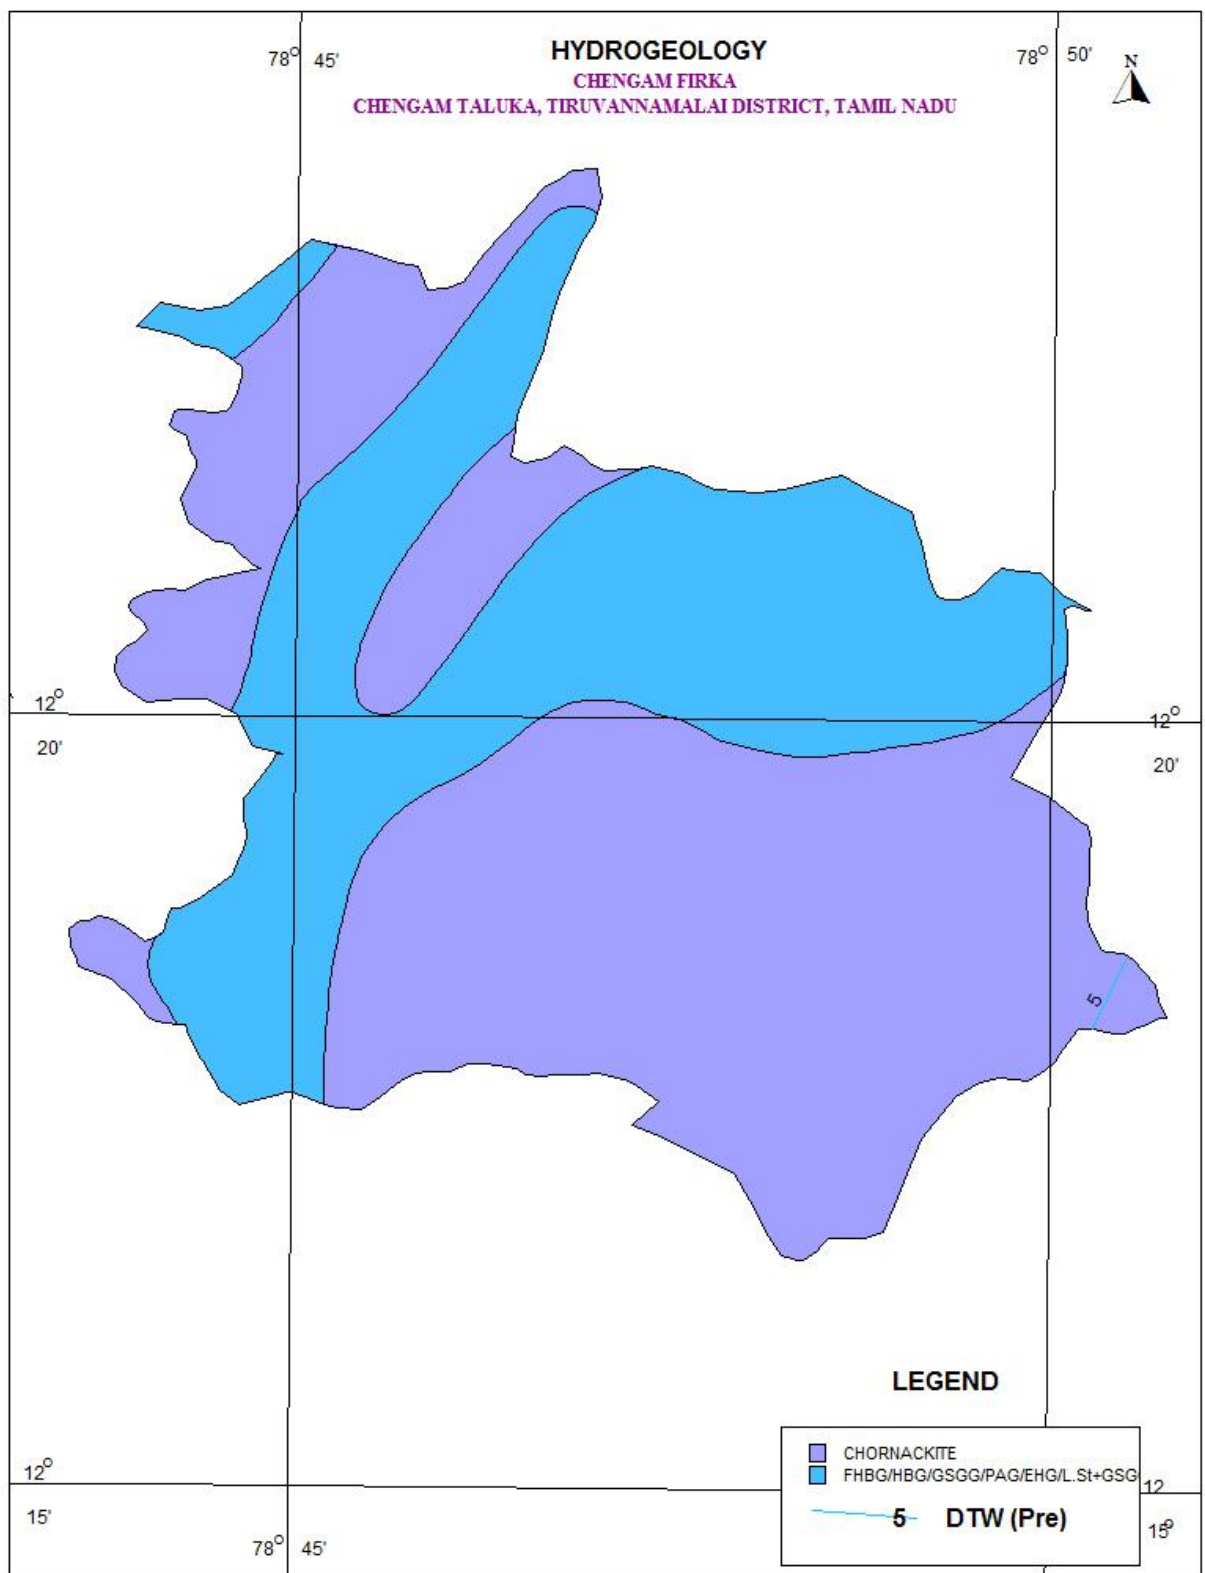 HYDROGEOLOGY
CHENGAM FIRKA
CHENGAM TALUKA, TIRUVANNAMALAI DISTRICT, TAMIL NADU
78° 45'
78° 50'
N
12°
20'
12°
20'
5
LEGEND
CHORNACKITE
FHBG/HBG/GSGG/PAG/EHG/L.St+GSG
5 DTW (Pre)
12°
15'
12
15°
78° 45'